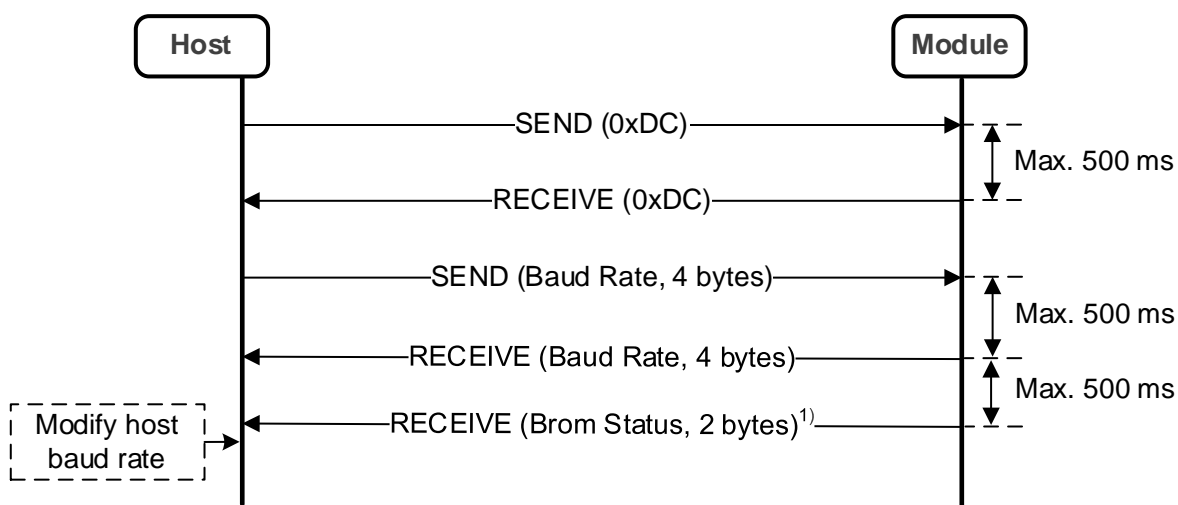 Host
Module
SEND (0xDC)
Max. 500 ms
RECEIVE (0xDC)
SEND (Baud Rate, 4 bytes)
Max. 500 ms
RECEIVE (Baud Rate, 4 bytes)
Max. 500 ms
RECEIVE (Brom Status, 2 bytes)1)
Modify host
baud rate